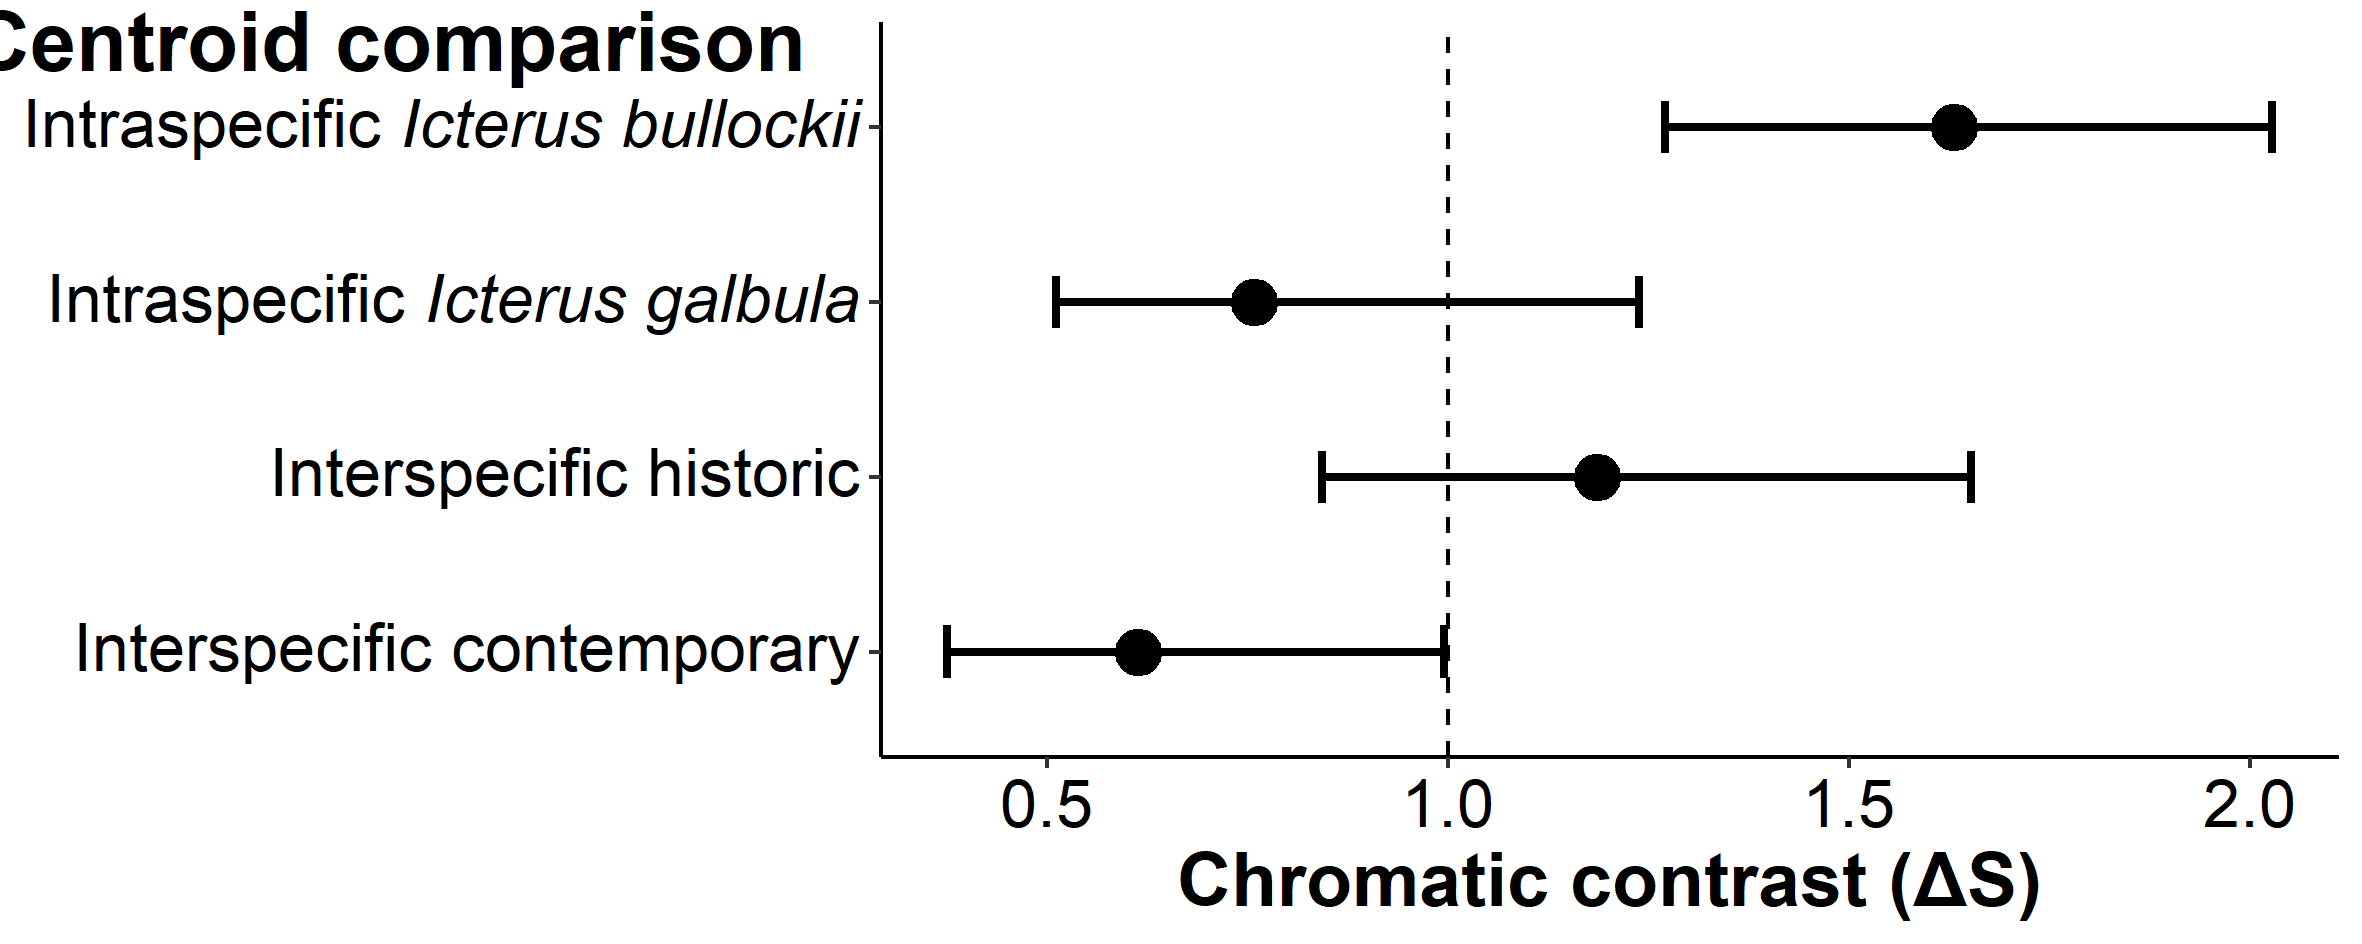 Centroid comparison
Intraspecific Icterus bullockii
Intraspecific Icterus galbula
Interspecific historic
Interspecific contemporary
0.5 1.0 1.5 2.0
Chromatic contrast (ΔS)